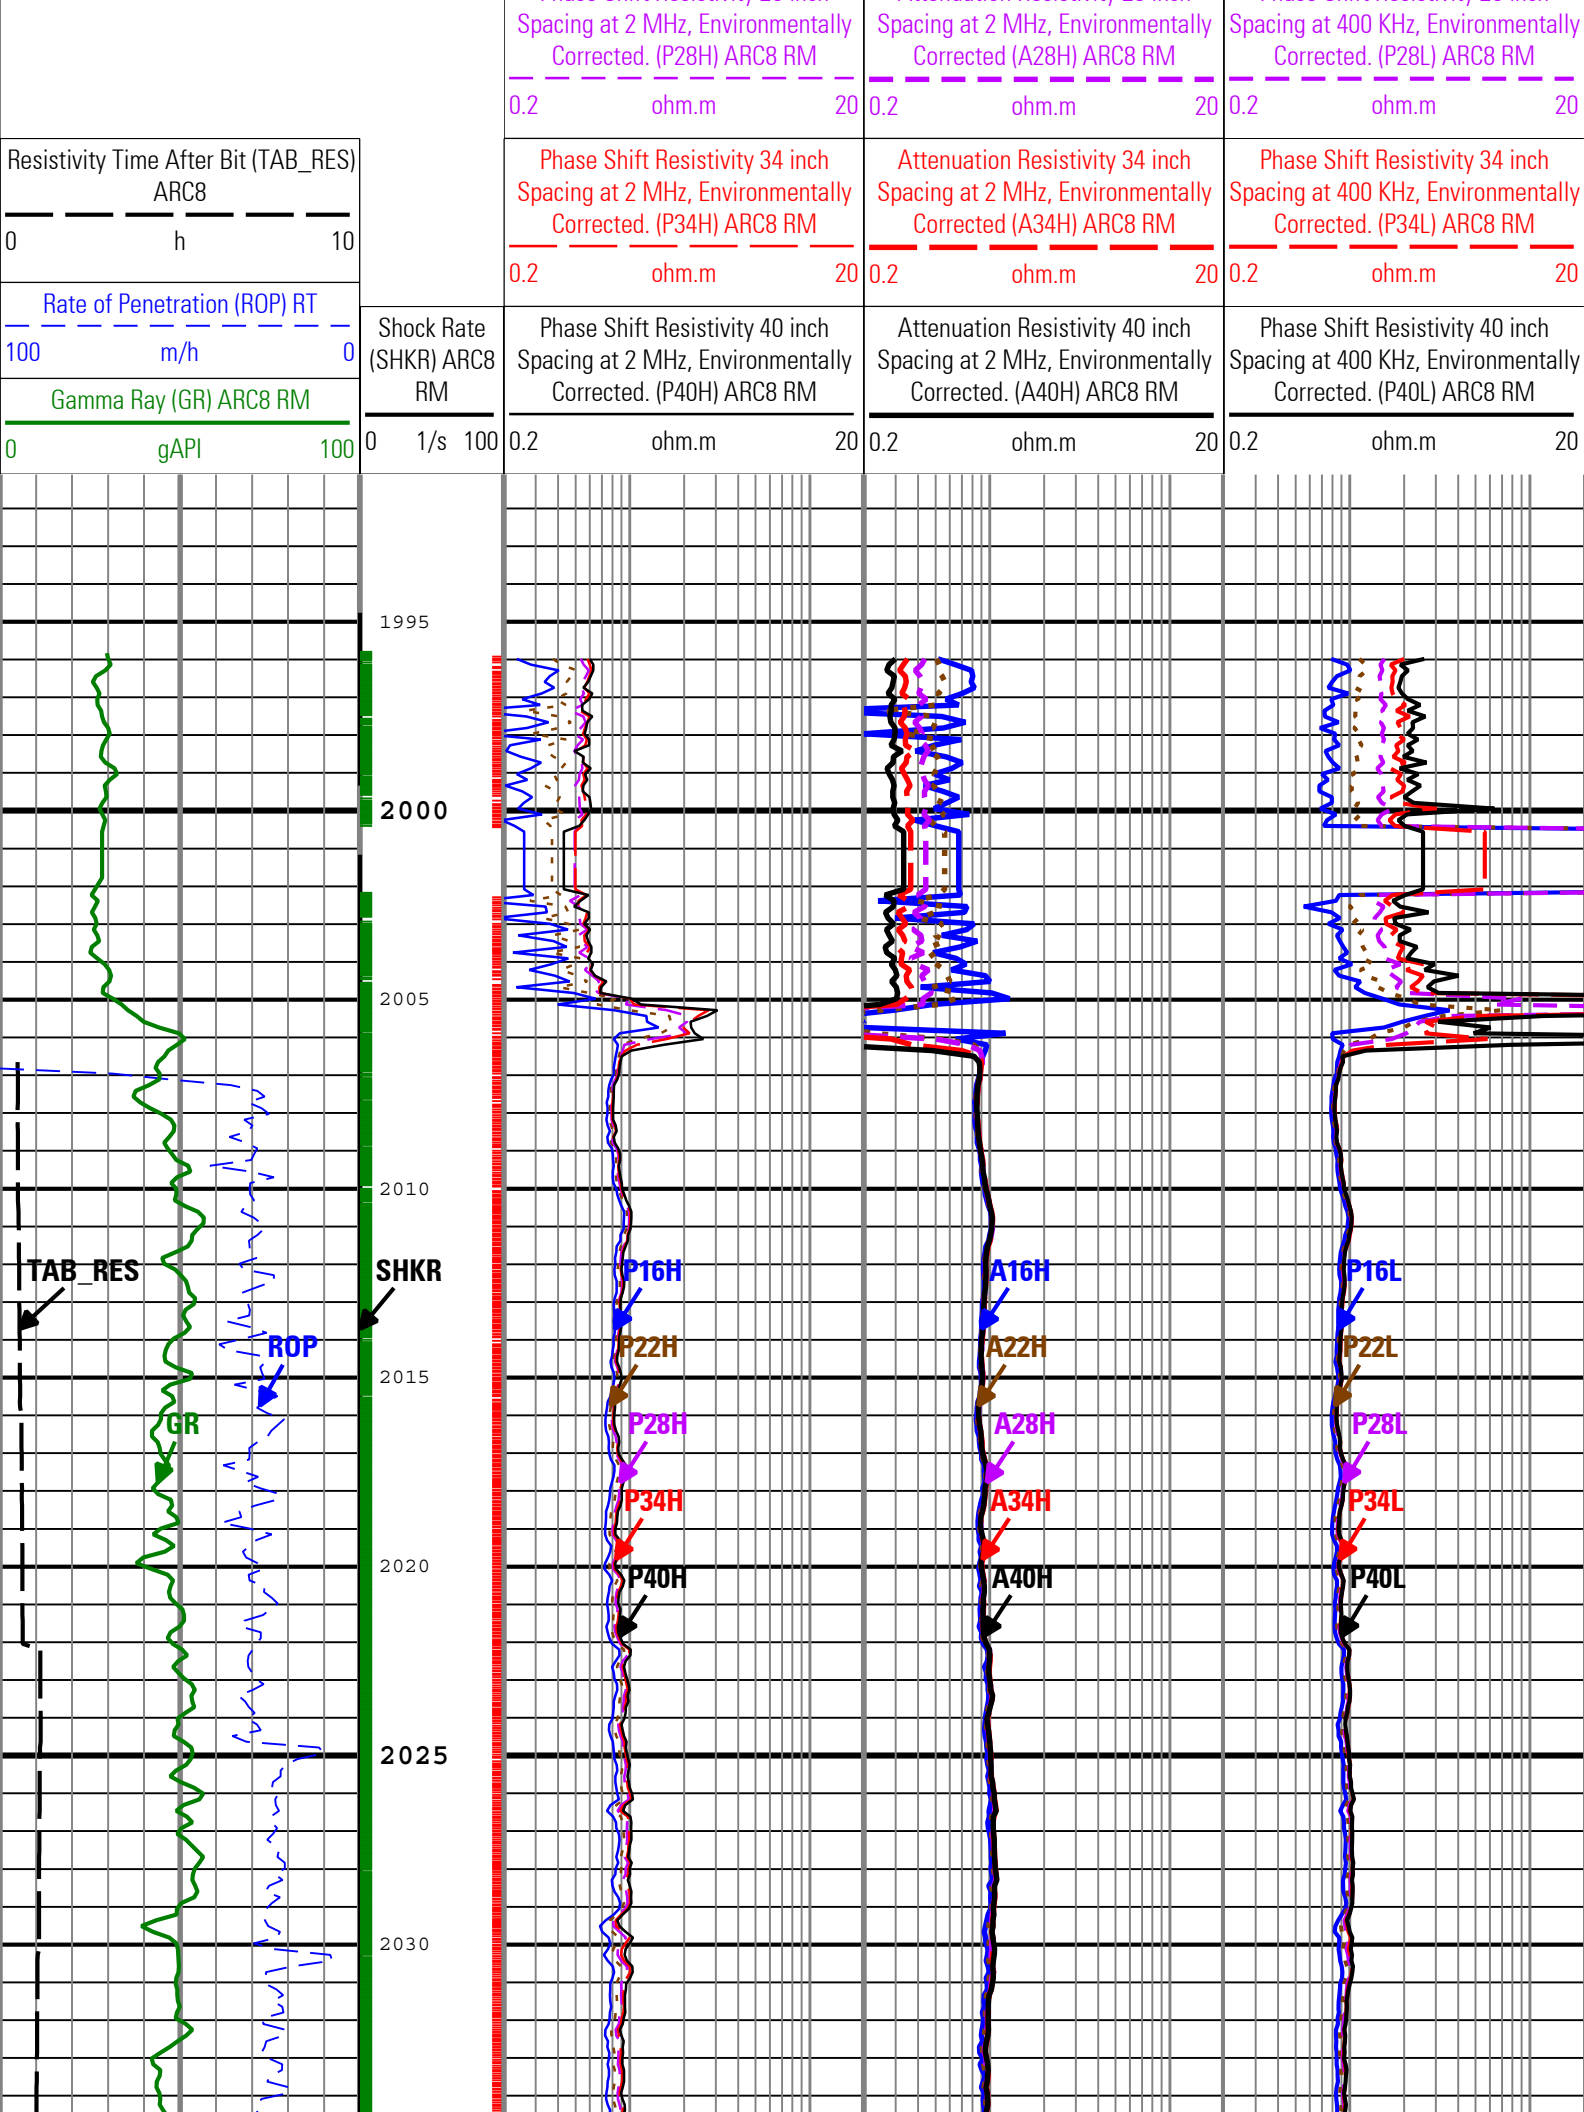 Spacing at 2 MHz, Environmentally
Corrected. (P28H) ARC8 RM
0.2 ohm.m 20
Spacing at 2 MHz, Environmentally
Corrected (A28H) ARC8 RM
0.2 ohm.m 20
Spacing at 400 KHz, Environmentally
Corrected. (P28L) ARC8 RM
0.2 ohm.m 20
Resistivity Time After Bit (TAB_RES)
ARC8
0 h 10
Phase Shift Resistivity 34 inch
Spacing at 2 MHz, Environmentally
Corrected. (P34H) ARC8 RM
0.2 ohm.m 20
Attenuation Resistivity 34 inch
Spacing at 2 MHz, Environmentally
Corrected (A34H) ARC8 RM
0.2 ohm.m 20
Phase Shift Resistivity 34 inch
Spacing at 400 KHz, Environmentally
Corrected. (P34L) ARC8 RM
0.2 ohm.m 20
Rate of Penetration (ROP) RT
100 m/h 0
Gamma Ray (GR) ARC8 RM
0 gAPI 100
Shock Rate
(SHKR) ARC8
RM
0 1/s 100
Phase Shift Resistivity 40 inch
Spacing at 2 MHz, Environmentally
Corrected. (P40H) ARC8 RM
0.2 ohm.m 20
Attenuation Resistivity 40 inch
Spacing at 2 MHz, Environmentally
Corrected. (A40H) ARC8 RM
0.2 ohm.m 20
Phase Shift Resistivity 40 inch
Spacing at 400 KHz, Environmentally
Corrected. (P40L) ARC8 RM
0.2 ohm.m 20
1995
2000
2005
2010
TAB_RES SHKR P16H A16H P16L
ROP P22H A22H P22L
2015
GR P28H A28H P28L
P34H A34H P34L
2020
P40H A40H P40L
2025
2030